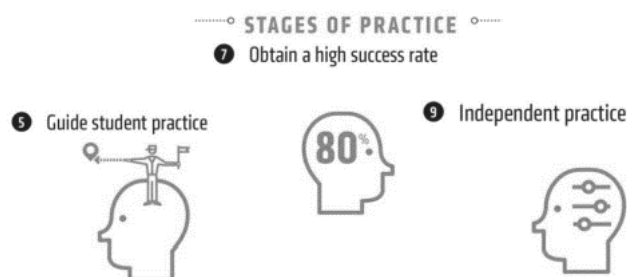 STAGES OF PRACTICE
7 Obtain a high success rate
5 Guide student practice
80%
9 Independent practice